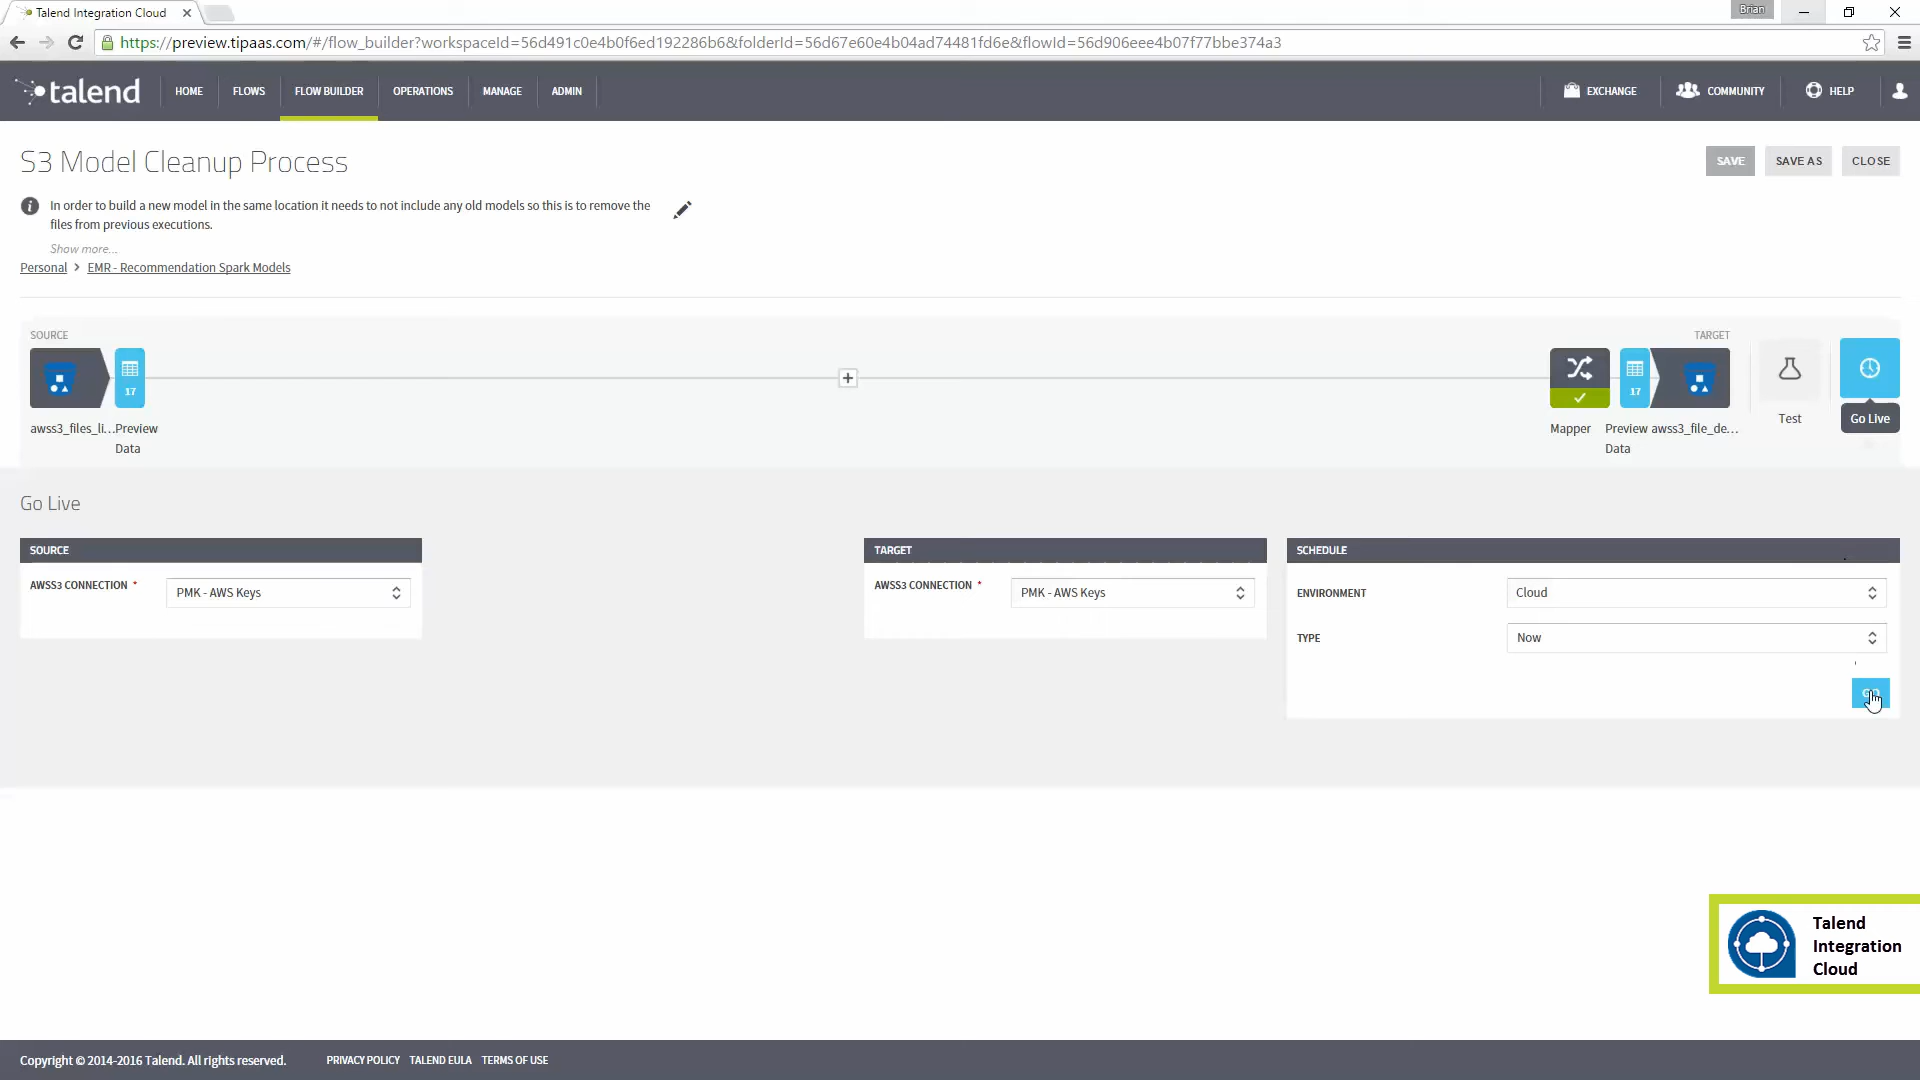 Talend Integration Cloud
Brian
https://preview.tipaas.com/#/flow_builder?workspaceId=56d491c0e4b0f6ed192286b6&folderId=56d67e60e4b04ad74481fd6e&flowId=56d906eee4b07f77bbe374a3
talend
HOME
FLOWS
FLOW BUILDER
OPERATIONS
MANAGE
ADMIN
EXCHANGE
COMMUNITY
HELP
S3 Model Cleanup Process
SAVE
SAVE AS
CLOSE
In order to build a new model in the same location it needs to not include any old models so this is to remove the
files from previous executions.
Show more...
Personal > EMR - Recommendation Spark Models
SOURCE
TARGET
17
17
awss3_files_li...
Preview
Data
Mapper
Preview
Data
awss3_file_de...
Test
Go Live
Go Live
SOURCE
AWSS3 CONNECTION *
PMK - AWS Keys
TARGET
AWSS3 CONNECTION *
PMK - AWS Keys
SCHEDULE
ENVIRONMENT
Cloud
TYPE
Now
Talend
Integration
Cloud
Copyright © 2014-2016 Talend. All rights reserved.
PRIVACY POLICY
TALEND EULA
TERMS OF USE